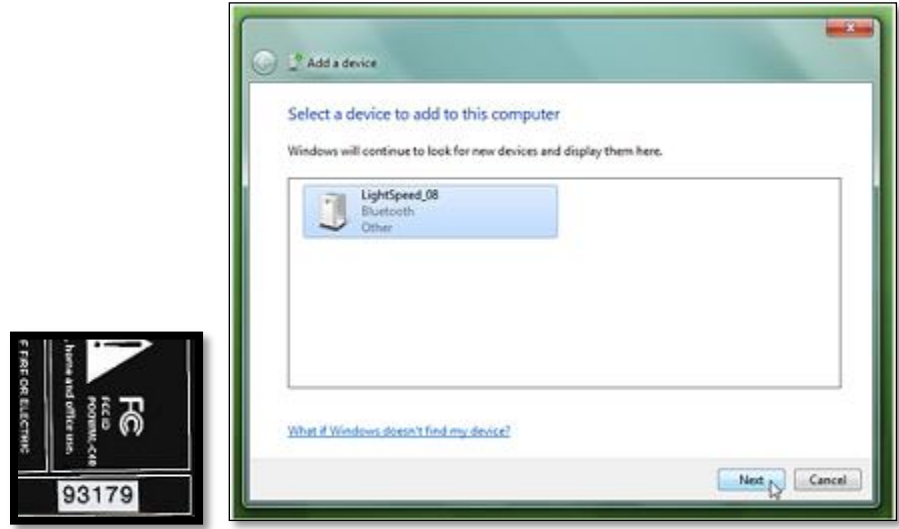 Add a device
Select a device to add to this computer
Windows will continue to look for new devices and display them here.
LightSpeed_08
Bluetooth
Other
What if Windows doesn't find my device?
Next
Cancel
FC
FCC ID
POOWML-C40
, home and office use.
F FIRE OR ELECTRIC
93179